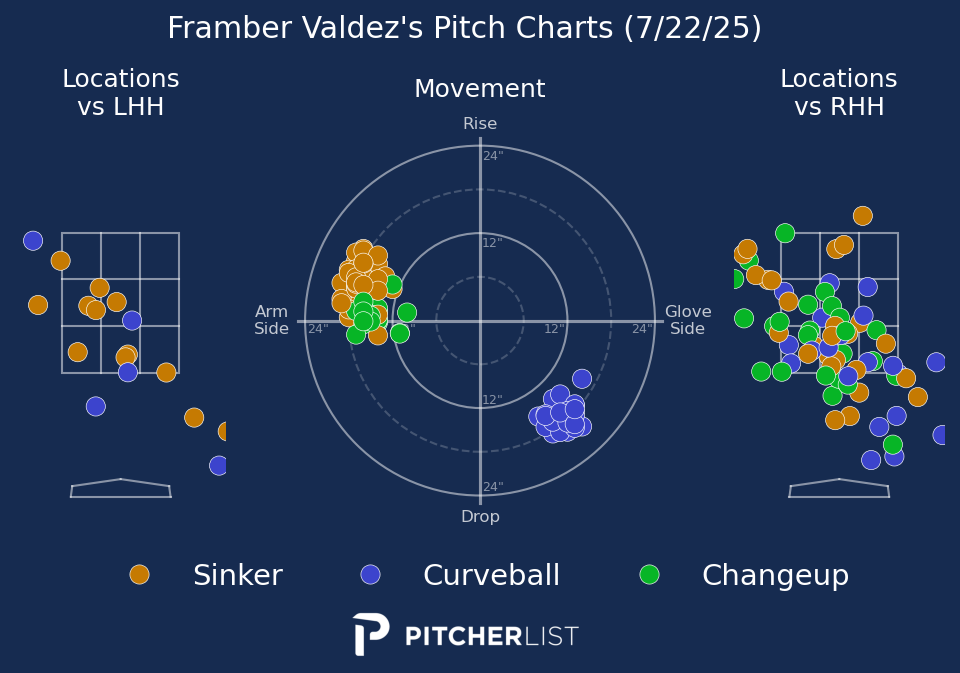 Framber Valdez's Pitch Charts (7/22/25)
Locations
vs LHH
Movement
Locations
vs RHH
Rise
24"
12"
Arm
Side
24"
12"
24"
Glove
Side
12"
24"
Drop
Sinker
Curveball
Changeup
PITCHERLIST